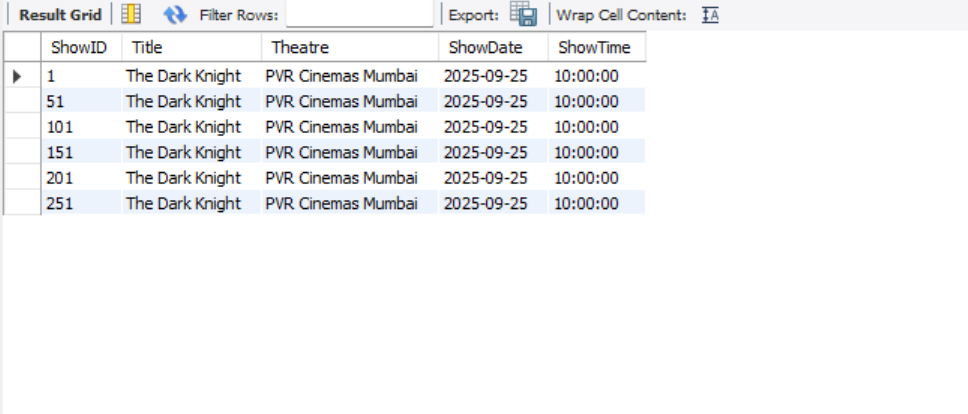 Result Grid Filter Rows: Export: Wrap Cell Content: IA
ShowID Title Theatre ShowDate ShowTime
1 The Dark Knight PVR Cinemas Mumbai 2025-09-25 10:00:00
51 The Dark Knight PVR Cinemas Mumbai 2025-09-25 10:00:00
101 The Dark Knight PVR Cinemas Mumbai 2025-09-25 10:00:00
151 The Dark Knight PVR Cinemas Mumbai 2025-09-25 10:00:00
201 The Dark Knight PVR Cinemas Mumbai 2025-09-25 10:00:00
251 The Dark Knight PVR Cinemas Mumbai 2025-09-25 10:00:00